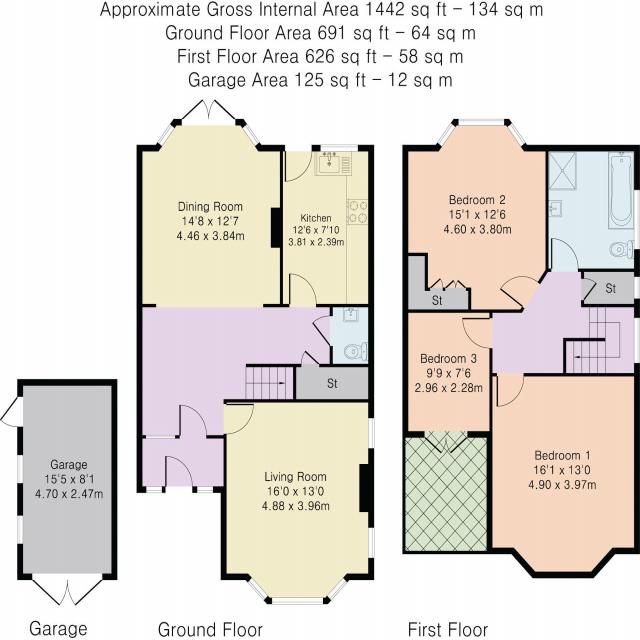 Approximate Gross Internal Area 1442 sq ft – 134 sq m
Ground Floor Area 691 sq ft – 64 sq m
First Floor Area 626 sq ft – 58 sq m
Garage Area 125 sq ft – 12 sq m
Dining Room
14'8 x 12'7
4.46 x 3.84m
Kitchen
12'6 x 7'10
3.81 x 2.39m
St
Living Room
16'0 x 13'0
4.88 x 3.96m
Garage
15'5 x 8'1
4.70 x 2.47m
Bedroom 2
15'1 x 12'6
4.60 x 3.80m
St
St
Bedroom 3
9'9 x 7'6
2.96 x 2.28m
Bedroom 1
16'1 x 13'0
4.90 x 3.97m
Garage
Ground Floor
First Floor